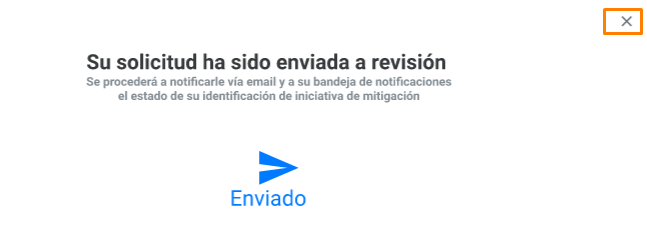 Su solicitud ha sido enviada a revisión
Se procederá a notificarle vía email y a su bandeja de notificaciones
el estado de su identificación de iniciativa de mitigación
Enviado